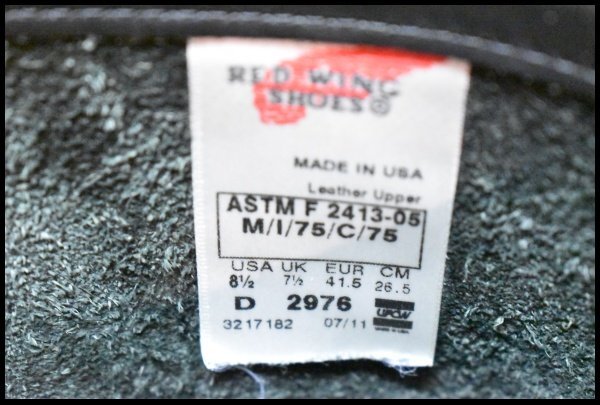 RED WING
SHOES®
MADE IN USA
Leather Upper
ASTM F 2413-05
M/I/75/C/75
USA UK EUR CM
8½ 7½ 41.5 26.5
D 2976
UFCW
3217182 07/11